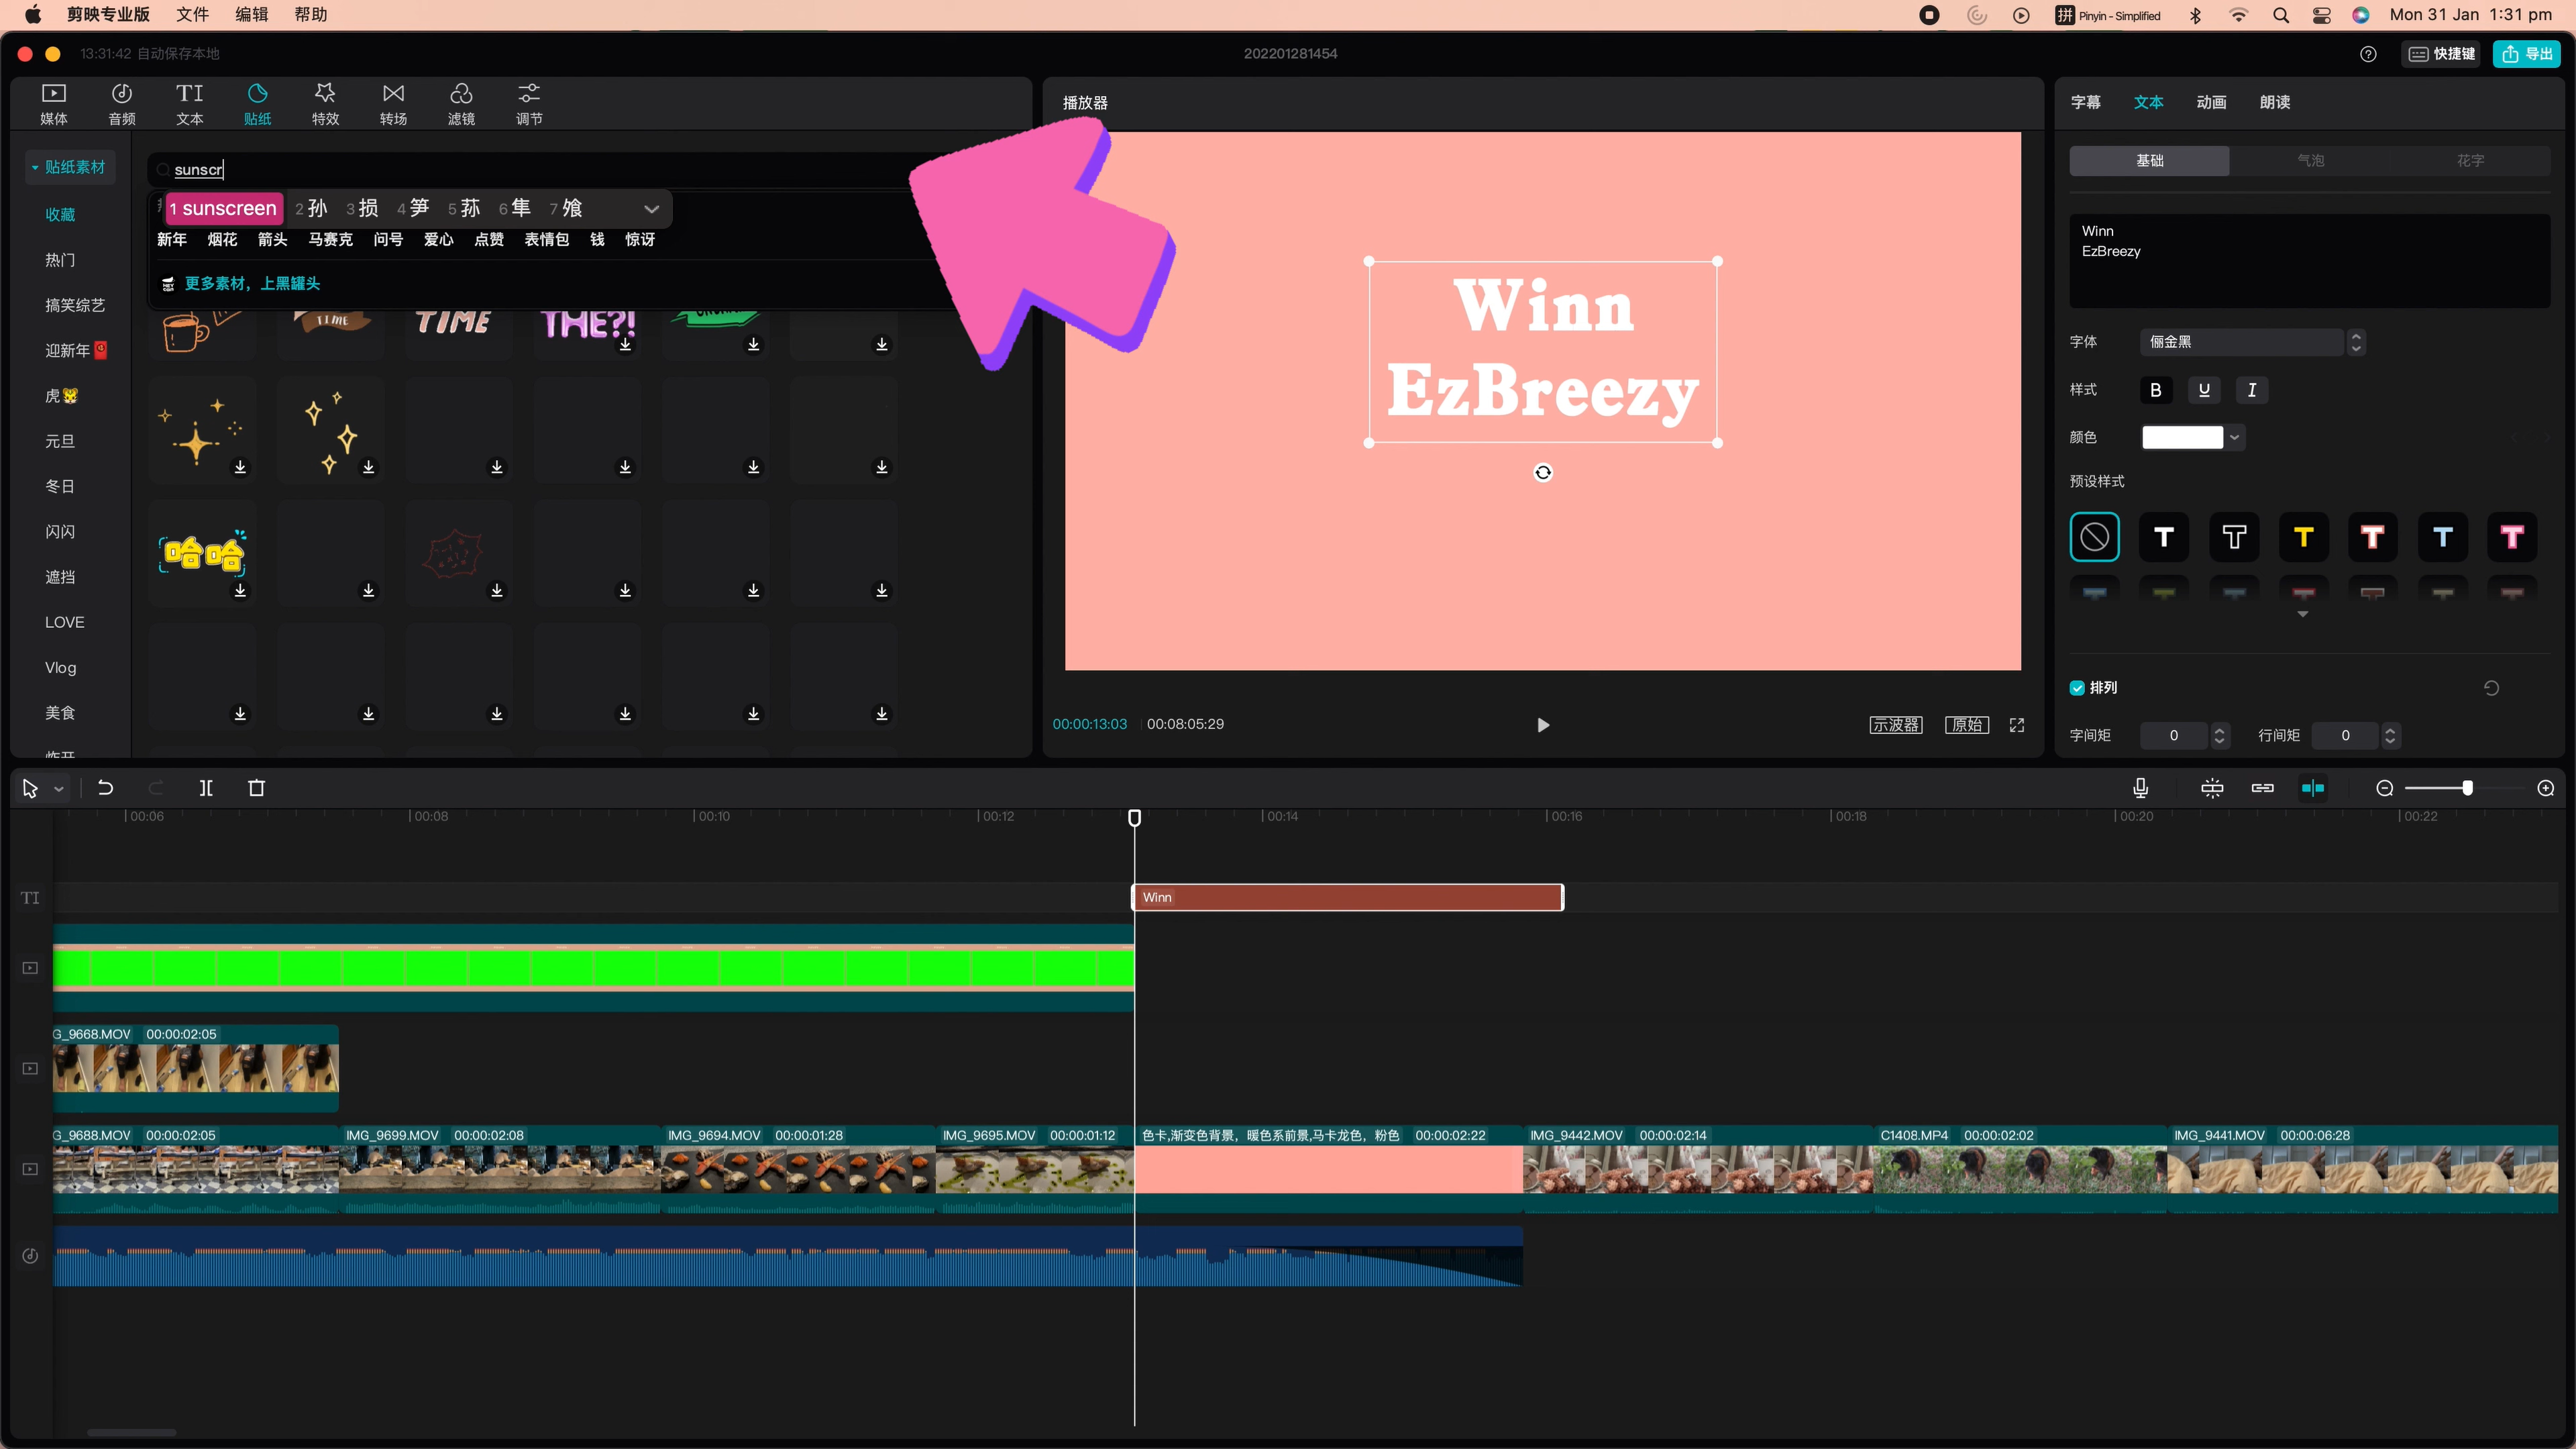 剪映专业版 文件 编辑 帮助
拼 Pinyin - Simplified Mon 31 Jan 1:31 pm
13:31:42 自动保存本地
202201281454
快捷键 导出
媒体 音频 文本 贴纸 特效 转场 滤镜 调节
贴纸素材
收藏
热门
搞笑综艺
迎新年
虎
元旦
冬日
闪闪
遮挡
LOVE
Vlog
美食
sunscr
1 sunscreen 2 孙 3 损 4 笋 5 荪 6 隼 7 飧
新年 烟花 箭头 马赛克 问号 爱心 点赞 表情包 钱 惊讶
更多素材，上黑罐头
TIME TIME THE?!
哈哈
播放器
Winn
EzBreezy
00:00:13:03 00:08:05:29
示波器 原始
字幕 文本 动画 朗读
基础 气泡 花字
Winn
EzBreezy
字体 俪金黑
样式 B U I
颜色
预设样式
T T T T T T
排列
字间距 0 行间距 0
00:06 00:08 00:10 00:12 00:14 00:16 00:18 00:20 00:22
TI Winn
G_9668.MOV 00:00:02:05
G_9688.MOV 00:00:02:05 IMG_9699.MOV 00:00:02:08 IMG_9694.MOV 00:00:01:28 IMG_9695.MOV 00:00:01:12 色卡,渐变色背景，暖色系前景,马卡龙色，粉色 00:00:02:22 IMG_9442.MOV 00:00:02:14 C1408.MP4 00:00:02:02 IMG_9441.MOV 00:00:06:28